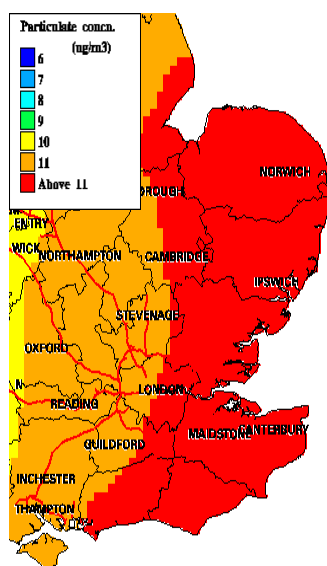 Particulate concn.
(ug/m3)
6
7
8
9
10
11
Above 11
NORWICH
OROUGH
ENTRY
WICK
NORTHAMPTON
CAMBRIDGE
IPSWICH
STEVENAGE
OXFORD
N
LONDON
READING
MAIDSTONE
CANTERBURY
GUILDFORD
INCHESTER
THAMPTON